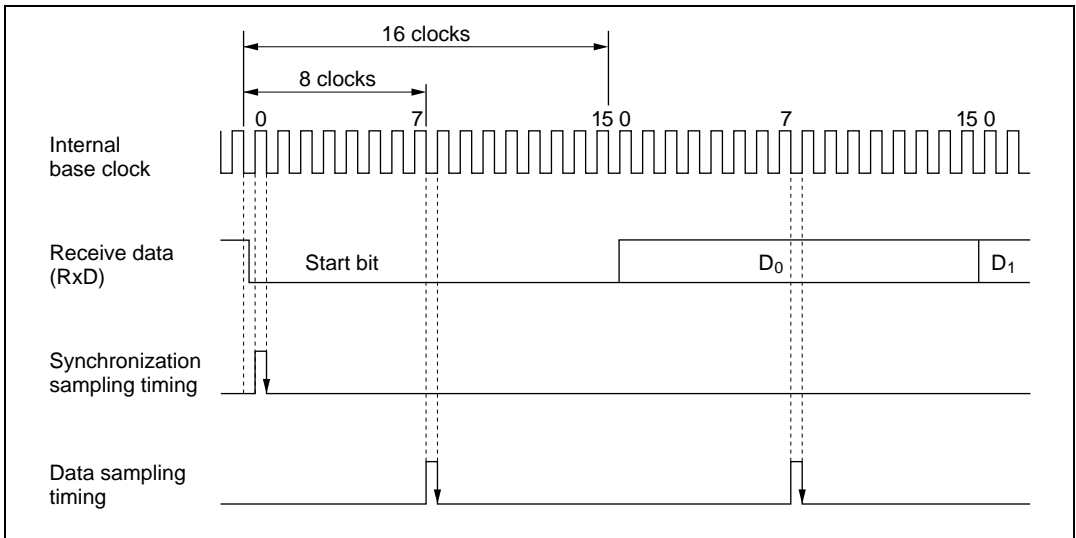 16 clocks
8 clocks
0 7 15 0 7 15 0
Internal
base clock
Receive data
(RxD)
Start bit D0 D1
Synchronization
sampling timing
Data sampling
timing